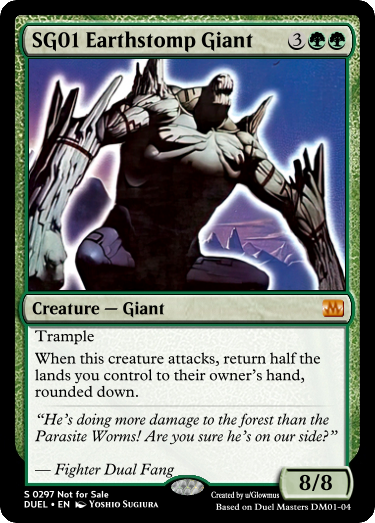 SG01 Earthstomp Giant 3
Creature — Giant
Trample
When this creature attacks, return half the
lands you control to their owner's hand,
rounded down.
“He's doing more damage to the forest than the
Parasite Worms! Are you sure he's on our side?”
— Fighter Dual Fang
8/8
S 0297 Not for Sale
DUEL • EN Yoshio Sugiura
Created by u/Glowmus
Based on Duel Masters DM01-04